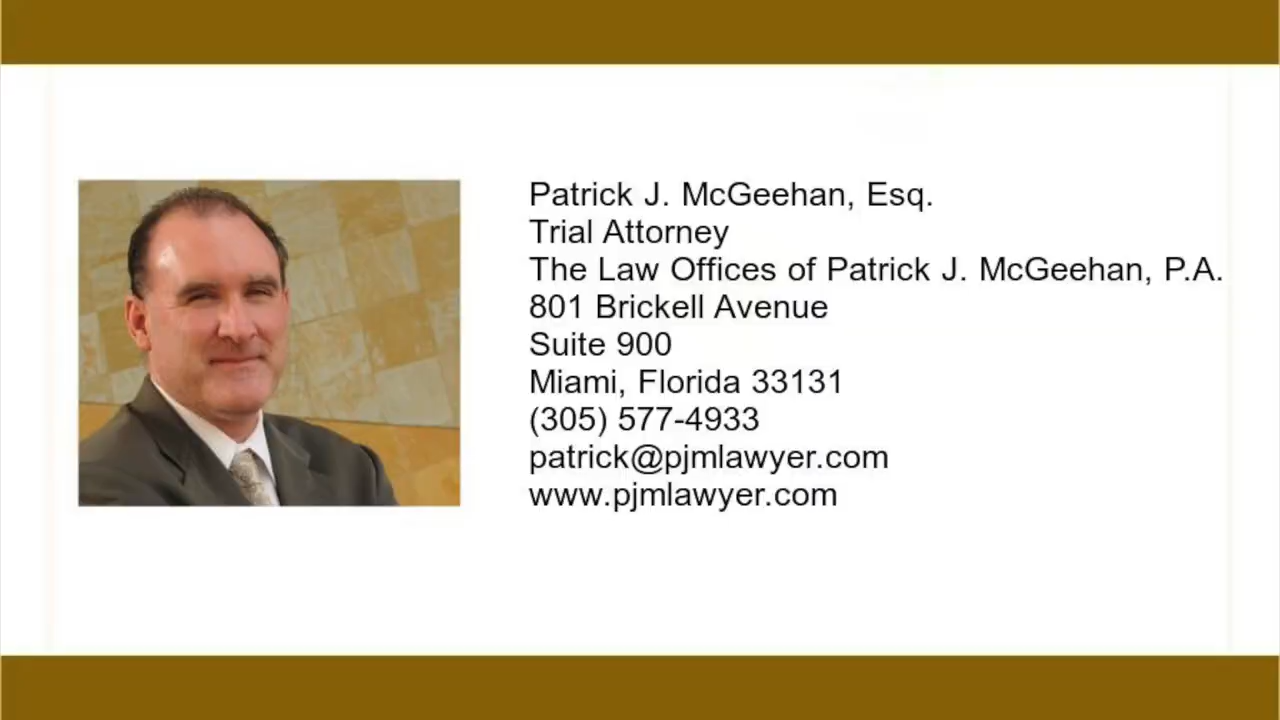 Patrick J. McGeehan, Esq.
Trial Attorney
The Law Offices of Patrick J. McGeehan, P.A.
801 Brickell Avenue
Suite 900
Miami, Florida 33131
(305) 577-4933
patrick@pjmlawyer.com
www.pjmlawyer.com